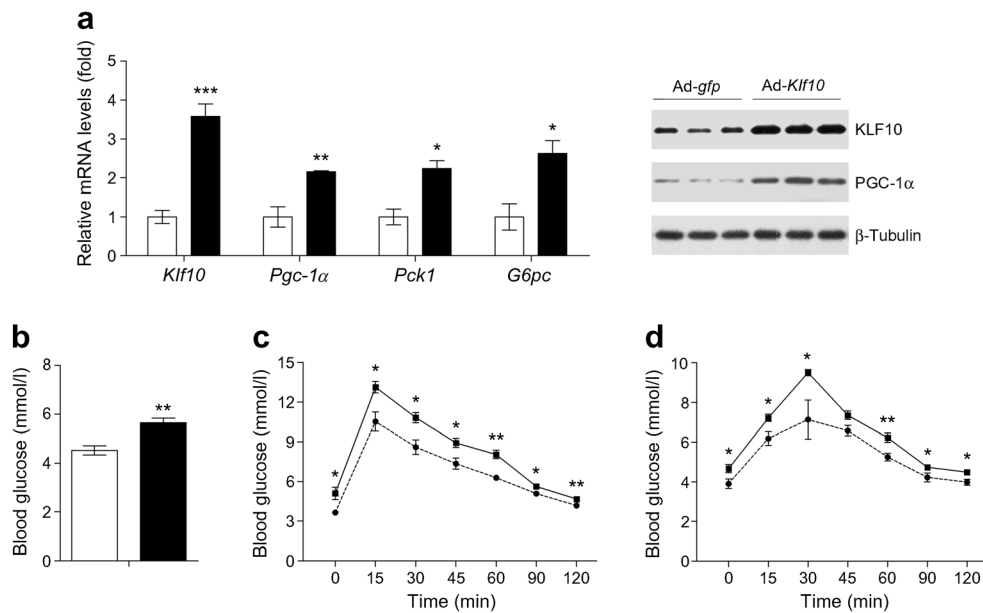 a
Relative mRNA levels (fold)
5
4
3
2
1
0
***
**
*
*
Klf10 Pgc-1α Pck1 G6pc
Ad-gfp Ad-Klf10
KLF10
PGC-1α
β-Tubulin
b
Blood glucose (mmol/l)
8
6
4
2
0
**
c
Blood glucose (mmol/l)
15
12
9
6
3
0
* * * * ** * **
0 15 30 45 60 90 120
Time (min)
d
Blood glucose (mmol/l)
10
8
6
4
2
0
* * * ** * *
0 15 30 45 60 90 120
Time (min)